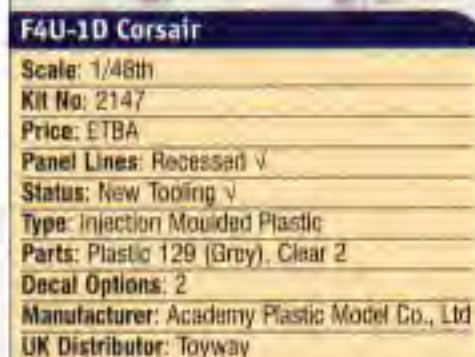 F4U-1D Corsair
Scale: 1/48th
Kit No: 2147
Price: £TBA
Panel Lines: Recessed √
Status: New Tooling √
Type: Injection Moulded Plastic
Parts: Plastic 129 (Grey), Clear 2
Decal Options: 2
Manufacturer: Academy Plastic Model Co., Ltd
UK Distributor: Toyway